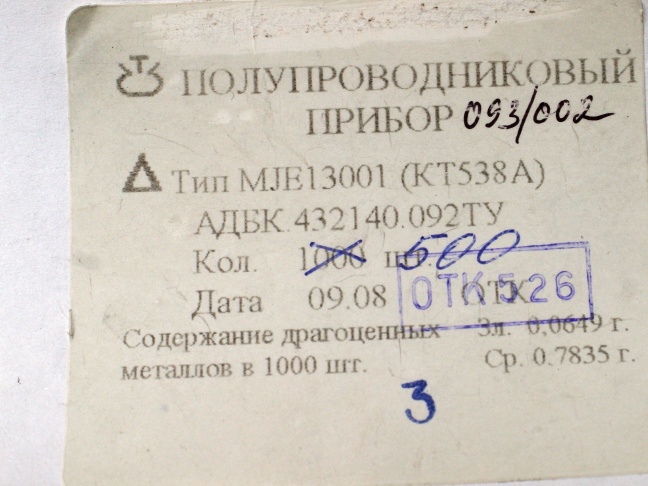 ПОЛУПРОВОДНИКОВЫЙ
ПРИБОР 093/002
Тип MJE13001 (КТ538А)
АДБК 432140.092ТУ
Кол. 1000 шт. 500
Дата 09.08 ОТК
ОТК 526
Содержание драгоценных Зл. 0,0649 г.
металлов в 1000 шт. Ср. 0.7835 г.
3